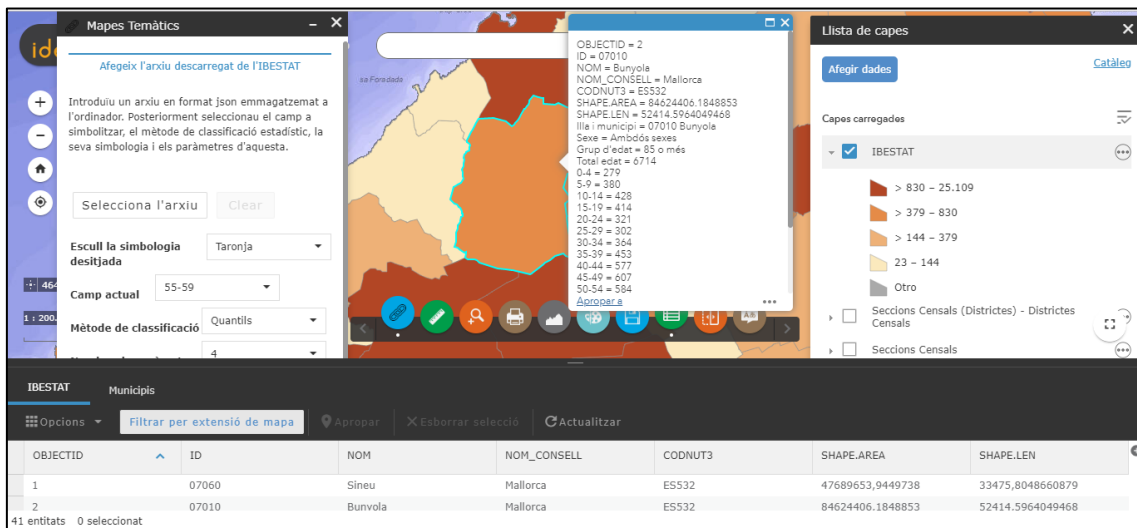 Mapes Temàtics
Afegeix l'arxiu descarregat de l'IBESTAT
Introduïu un arxiu en format json emmagatzemat a
l'ordinador. Posteriorment seleccionau el camp a
simbolitzar, el mètode de classificació estadístic, la
seva simbologia i els paràmetres d'aquesta.
Selecciona l'arxiu
Clear
Escull la simbologia
desitjada
Taronja
Camp actual
55-59
Mètode de classificació
Quantils
4
sa Foradada
OBJECTID = 2
ID = 07010
NOM = Bunyola
NOM_CONSELL = Mallorca
CODNUT3 = ES532
SHAPE.AREA = 84624406.1848853
SHAPE.LEN = 52414.5964049468
Illa i municipi = 07010 Bunyola
Sexe = Ambdós sexes
Grup d'edat = 85 o més
Total edat = 6714
0-4 = 279
5-9 = 380
10-14 = 428
15-19 = 414
20-24 = 321
25-29 = 302
30-34 = 364
35-39 = 453
40-44 = 577
45-49 = 607
50-54 = 584
Apropar a
Llista de capes
Afegir dades
Catàleg
Capes carregades
IBESTAT
> 830 – 25.109
> 379 – 830
> 144 – 379
23 – 144
Otro
Seccions Censals (Districtes) - Districtes
Censals
Seccions Censals
IBESTAT
Municipis
Opcions
Filtrar per extensió de mapa
Apropar
Esborrar selecció
Actualitzar
OBJECTID ID NOM NOM_CONSELL CODNUT3 SHAPE.AREA SHAPE.LEN
1 07060 Sineu Mallorca ES532 47689653,9449738 33475,8048660879
2 07010 Bunyola Mallorca ES532 84624406.1848853 52414.5964049468
41 entitats 0 seleccionat